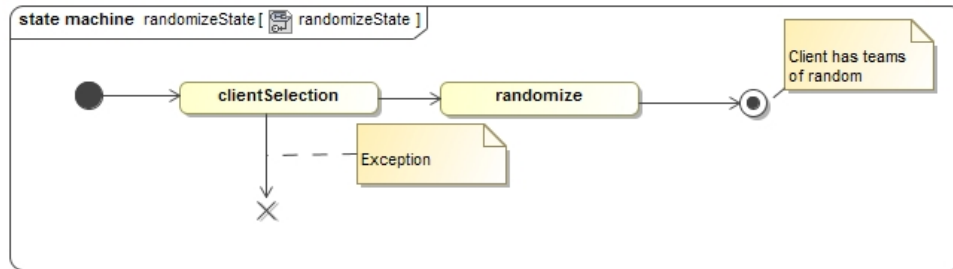 state machine randomizeState [ randomizeState ]
Client has teams
of random
clientSelection
randomize
Exception